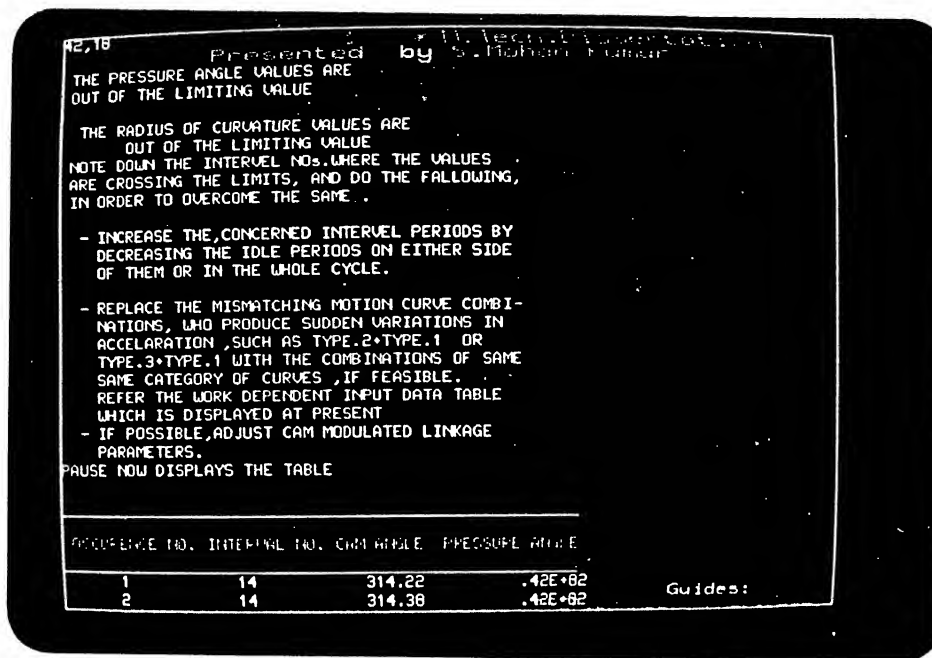 42,18
* M.Tech.Dissertation
Presented by S.Mohan Kumar
THE PRESSURE ANGLE VALUES ARE
OUT OF THE LIMITING VALUE
THE RADIUS OF CURVATURE VALUES ARE
OUT OF THE LIMITING VALUE
NOTE DOWN THE INTERVEL NOs.WHERE THE VALUES
ARE CROSSING THE LIMITS, AND DO THE FALLOWING,
IN ORDER TO OVERCOME THE SAME.
- INCREASE THE,CONCERNED INTERVEL PERIODS BY
DECREASING THE IDLE PERIODS ON EITHER SIDE
OF THEM OR IN THE WHOLE CYCLE.
- REPLACE THE MISMATCHING MOTION CURVE COMBI-
NATIONS, WHO PRODUCE SUDDEN VARIATIONS IN
ACCELARATION ,SUCH AS TYPE.2+TYPE.1 OR
TYPE.3+TYPE.1 WITH THE COMBINATIONS OF SAME
SAME CATEGORY OF CURVES ,IF FEASIBLE.
REFER THE WORK DEPENDENT INPUT DATA TABLE
WHICH IS DISPLAYED AT PRESENT
- IF POSSIBLE,ADJUST CAM MODULATED LINKAGE
PARAMETERS.
PAUSE NOW DISPLAYS THE TABLE
OCCURENCE NO. INTERVAL NO. CAM ANGLE PRESSURE ANGLE
1 14 314.22 .42E+02
2 14 314.38 .42E+02
Guides: